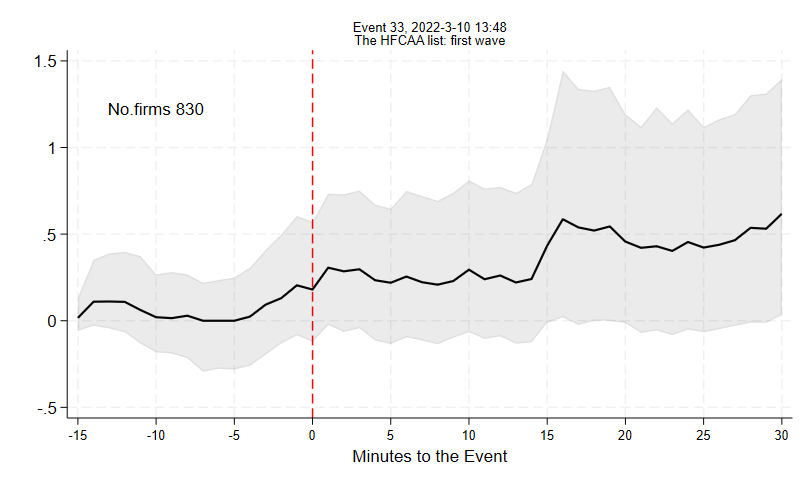 Event 33, 2022-3-10 13:48
The HFCAA list: first wave
1.5
No.firms 830
1
.5
0
-.5
-15 -10 -5 0 5 10 15 20 25 30
Minutes to the Event